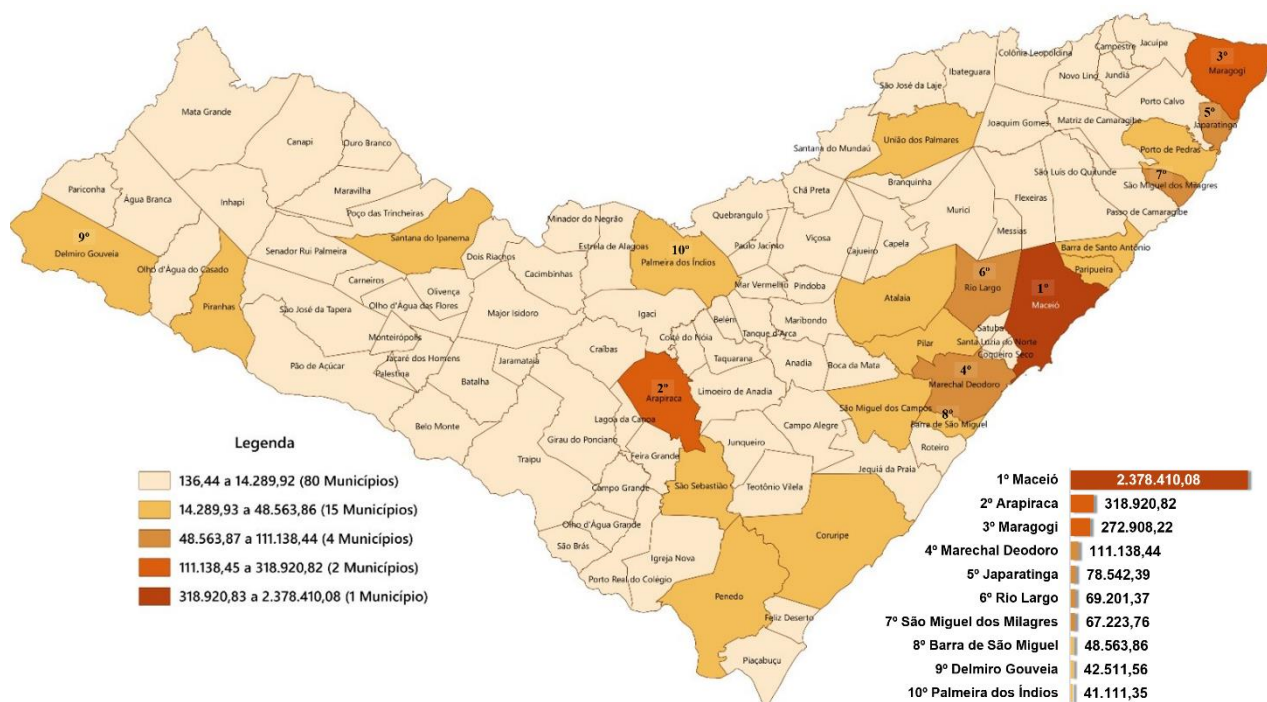 Jacuípe
Campestre
Colônia Leopoldina
3º
Maragogi
Ibateguara
Novo Lino
Jundiá
São José da Laje
Porto Calvo
5º
Japaratinga
Mata Grande
Joaquim Gomes
Matriz de Camaragibe
União dos Palmares
Canapi
Ouro Branco
Santana do Mundaú
Porto de Pedras
São Luis do Quitunde
7º
São Miguel dos Milagres
Branquinha
Pariconha
Maravilha
Chã Preta
Flexeiras
Água Branca
Inhapi
Murici
Passo de Camaragibe
Poço das Trincheiras
Minador do Negrão
Quebrangulo
Messias
9º
Delmiro Gouveia
Senador Rui Palmeira
Santana do Ipanema
Estrela de Alagoas
10º
Palmeira dos Índios
Paulo Jacinto
Viçosa
Cajueiro
Capela
Barra de Santo Antônio
Dois Riachos
Olho d'Água do Casado
Cacimbinhas
Paripueira
Carneiros
Mar Vermelho
Pindoba
6º
Rio Largo
Olivença
1º
Maceió
Piranhas
Olho d'Água das Flores
Atalaia
São José da Tapera
Major Isidoro
Igaci
Belém
Maribondo
Satuba
Monteirópolis
Coité do Nóia
Tanque d'Arca
Santa Luzia do Norte
Pilar
Craíbas
Coqueiro Seco
Jacaré dos Homens
Jaramataia
Taquarana
Anadia
Pão de Açúcar
Palestina
Boca da Mata
4º
Marechal Deodoro
Batalha
2º
Arapiraca
Limoeiro de Anadia
São Miguel dos Campos
8º
Barra de São Miguel
Lagoa da Canoa
Campo Alegre
Belo Monte
Girau do Ponciano
Junqueiro
Roteiro
Traipu
Feira Grande
Jequiá da Praia
Campo Grande
São Sebastião
Teotônio Vilela
Olho d'Água Grande
Coruripe
São Brás
Igreja Nova
Porto Real do Colégio
Penedo
Feliz Deserto
Piaçabuçu
Legenda
136,44 a 14.289,92 (80 Municípios)
14.289,93 a 48.563,86 (15 Municípios)
48.563,87 a 111.138,44 (4 Municípios)
111.138,45 a 318.920,82 (2 Municípios)
318.920,83 a 2.378.410,08 (1 Município)
1º Maceió 2.378.410,08
2º Arapiraca 318.920,82
3º Maragogi 272.908,22
4º Marechal Deodoro 111.138,44
5º Japaratinga 78.542,39
6º Rio Largo 69.201,37
7º São Miguel dos Milagres 67.223,76
8º Barra de São Miguel 48.563,86
9º Delmiro Gouveia 42.511,56
10º Palmeira dos Índios 41.111,35